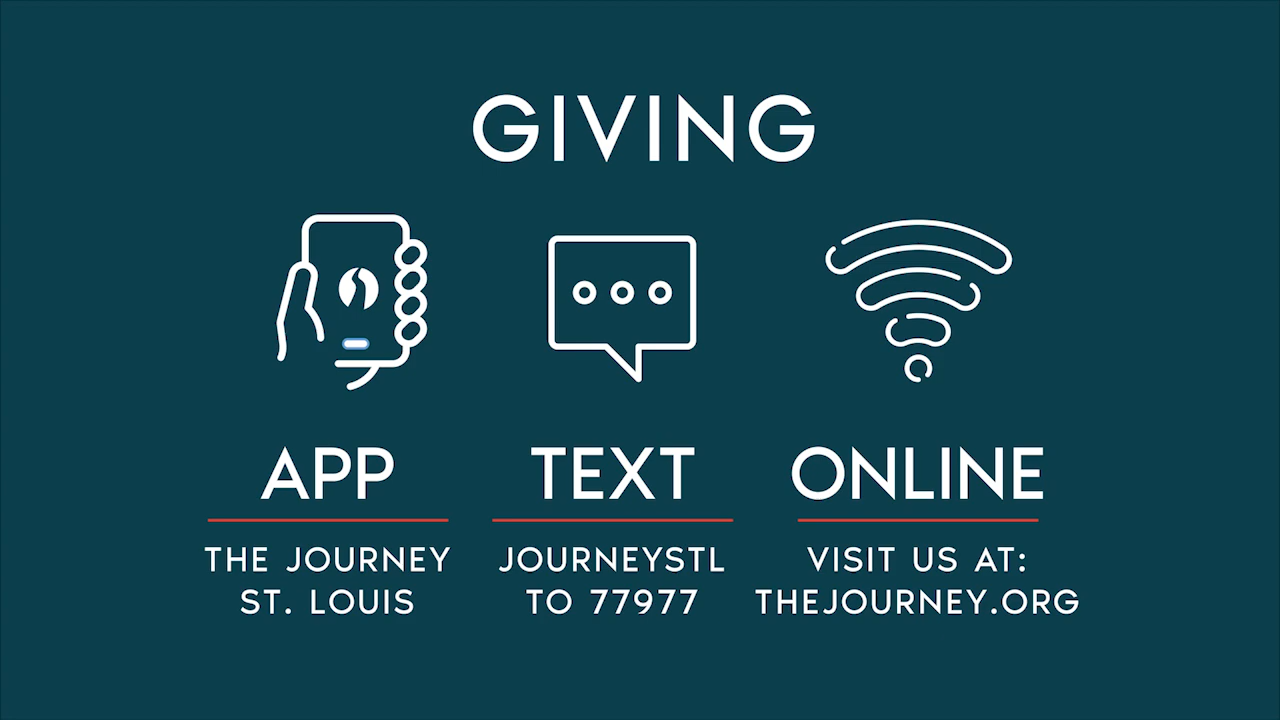 GIVING
APP
THE JOURNEY
ST. LOUIS
TEXT
JOURNEYSTL
TO 77977
ONLINE
VISIT US AT:
THEJOURNEY.ORG